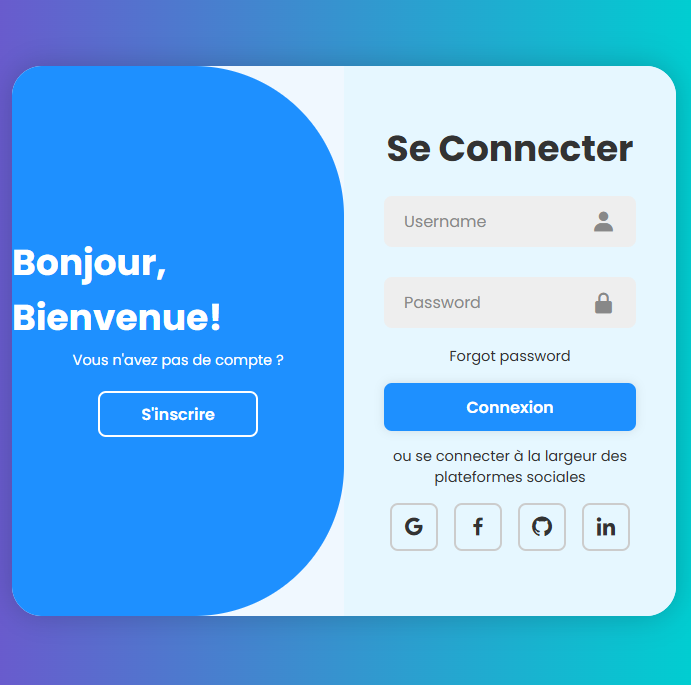 Bonjour,
Bienvenue!
Vous n'avez pas de compte ?
S'inscrire
Se Connecter
Username
Password
Forgot password
Connexion
ou se connecter à la largeur des
plateformes sociales